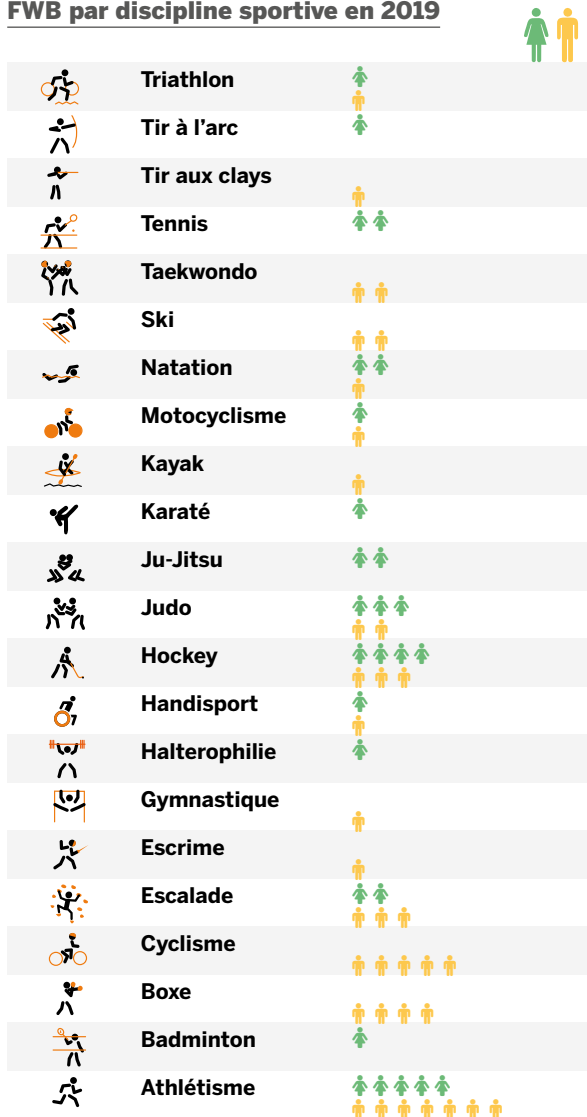 FWB par discipline sportive en 2019
Triathlon
Tir à l’arc
Tir aux clays
Tennis
Taekwondo
Ski
Natation
Motocyclisme
Kayak
Karaté
Ju-Jitsu
Judo
Hockey
Handisport
Halterophilie
Gymnastique
Escrime
Escalade
Cyclisme
Boxe
Badminton
Athlétisme